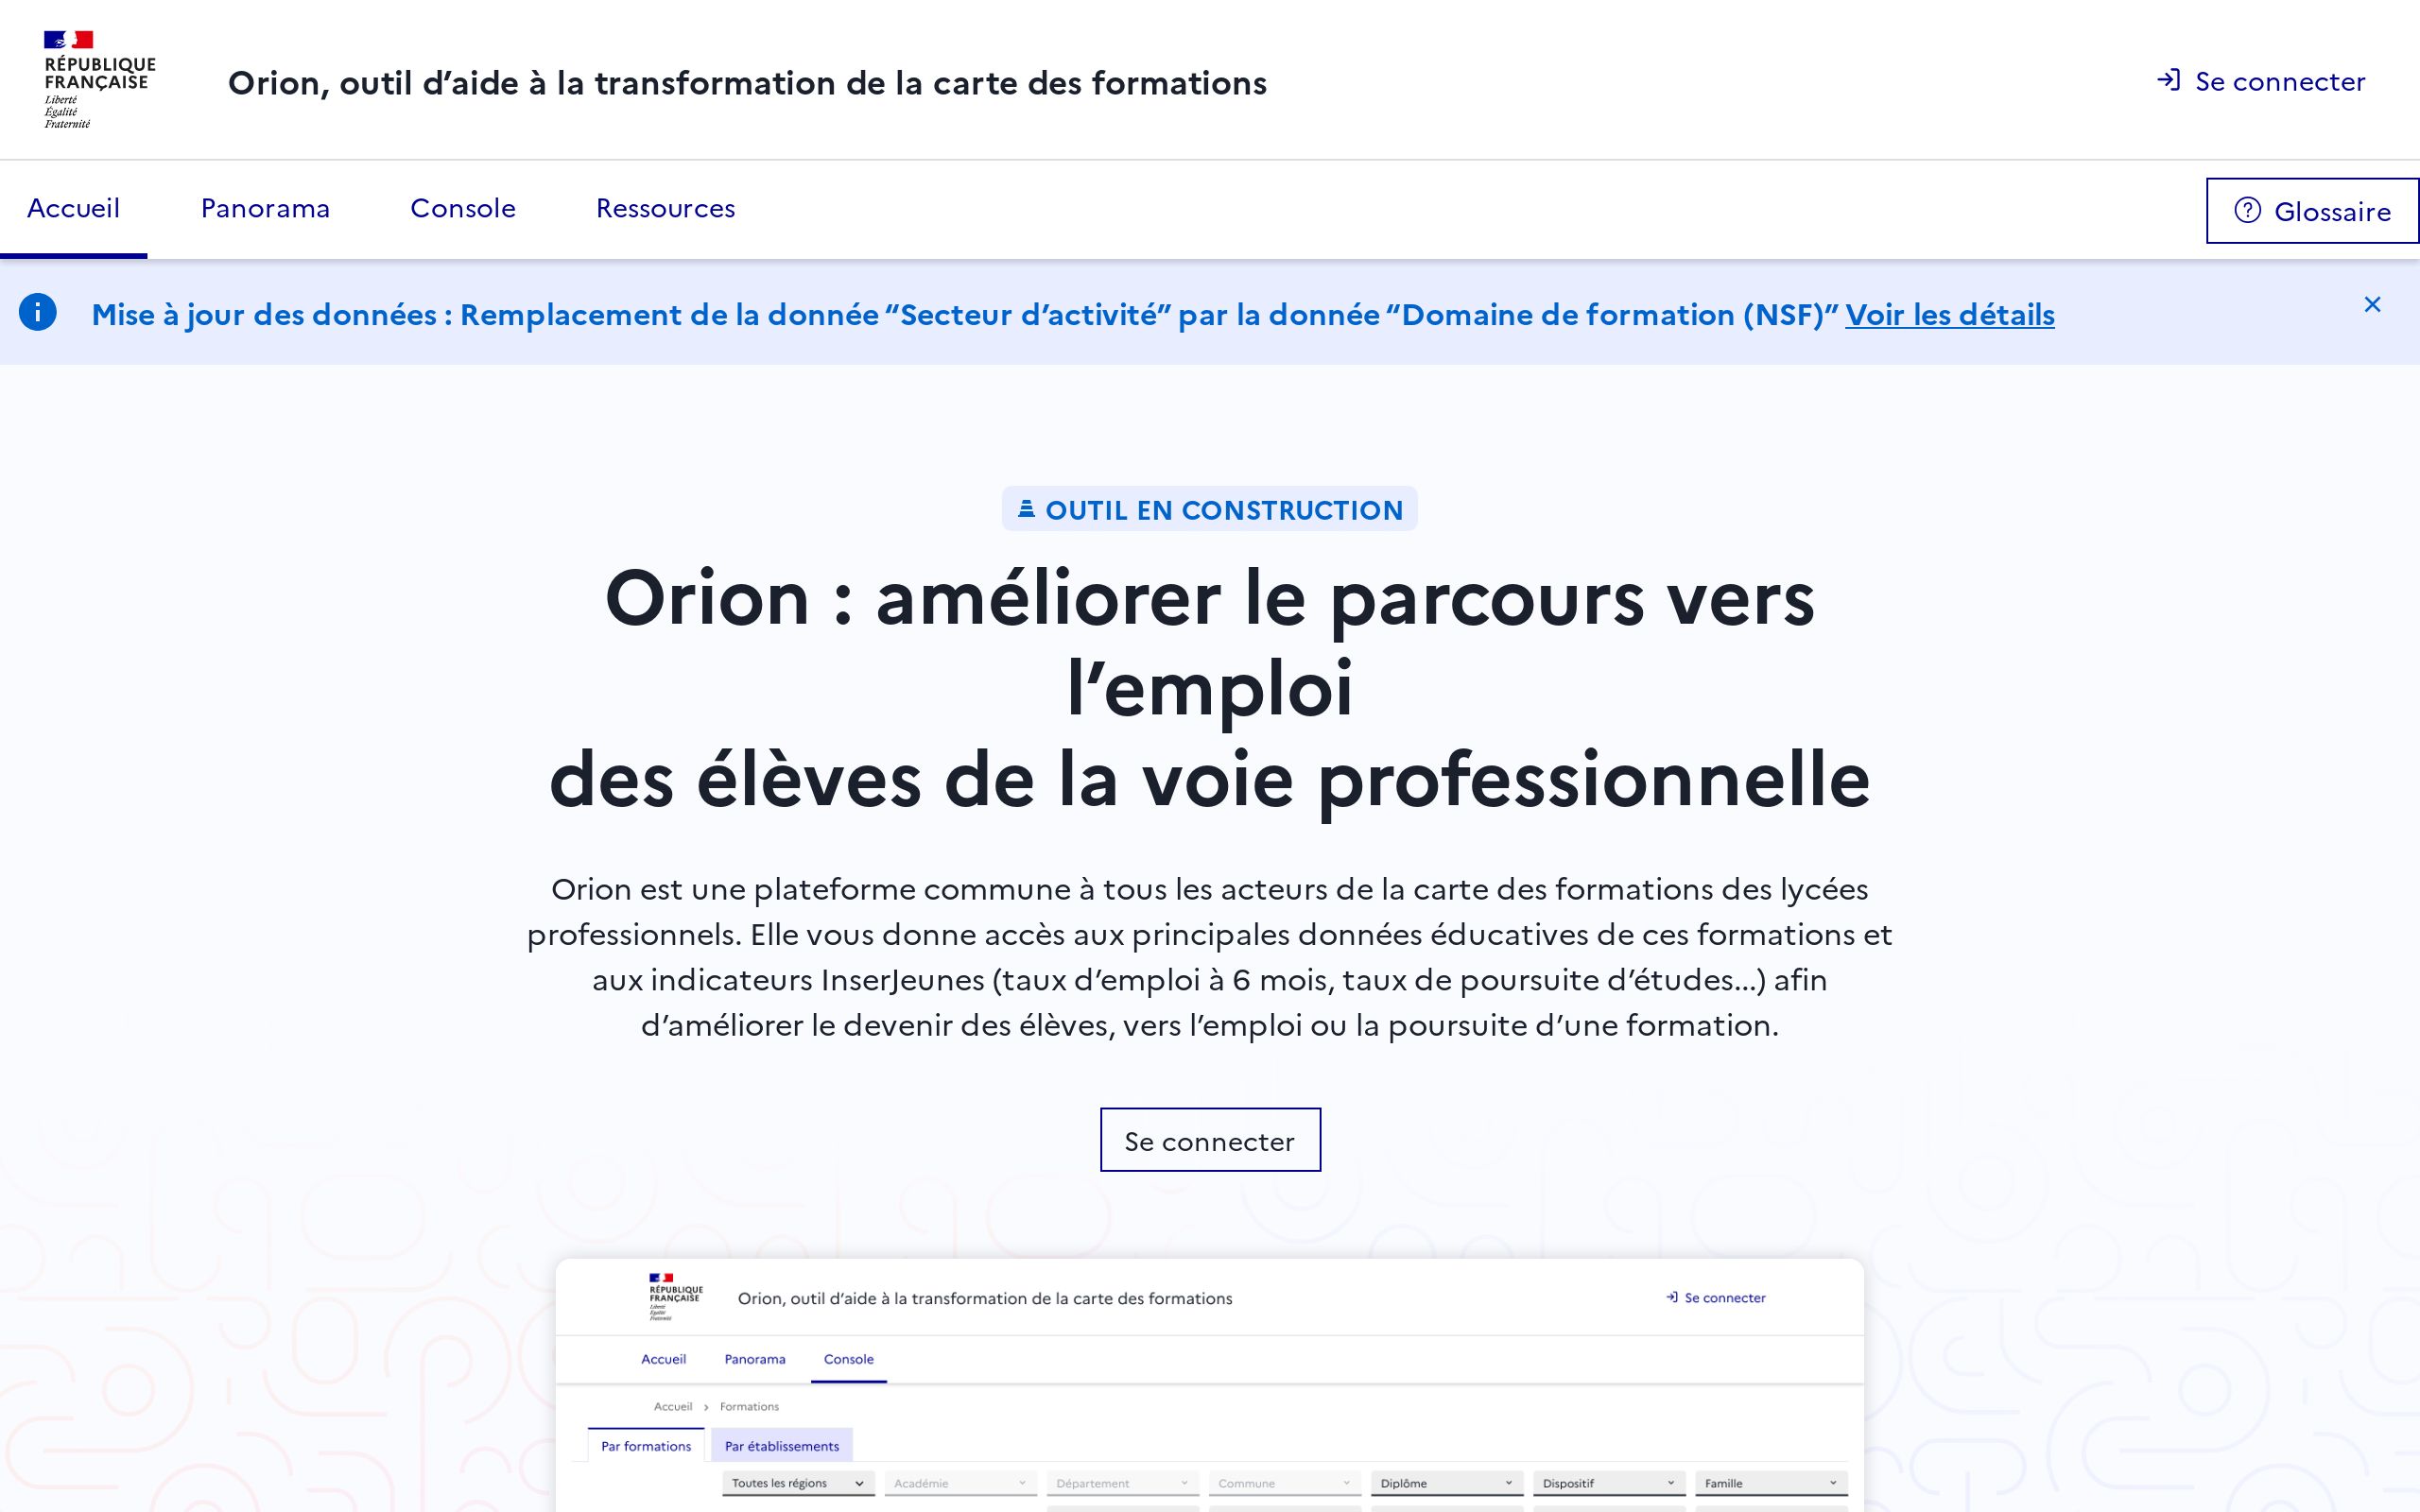 RÉPUBLIQUE
FRANÇAISE
Liberté
Égalité
Fraternité
Orion, outil d’aide à la transformation de la carte des formations
Se connecter
Accueil
Panorama
Console
Ressources
Glossaire
Mise à jour des données : Remplacement de la donnée “Secteur d’activité” par la donnée “Domaine de formation (NSF)” Voir les détails
OUTIL EN CONSTRUCTION
Orion : améliorer le parcours vers
l’emploi
des élèves de la voie professionnelle
Orion est une plateforme commune à tous les acteurs de la carte des formations des lycées
professionnels. Elle vous donne accès aux principales données éducatives de ces formations et
aux indicateurs InserJeunes (taux d’emploi à 6 mois, taux de poursuite d’études...) afin
d’améliorer le devenir des élèves, vers l’emploi ou la poursuite d’une formation.
Se connecter
RÉPUBLIQUE
FRANÇAISE
Liberté
Égalité
Fraternité
Orion, outil d’aide à la transformation de la carte des formations
Se connecter
Accueil
Panorama
Console
Accueil
Formations
Par formations
Par établissements
Toutes les régions
Académie
Département
Commune
Diplôme
Dispositif
Famille